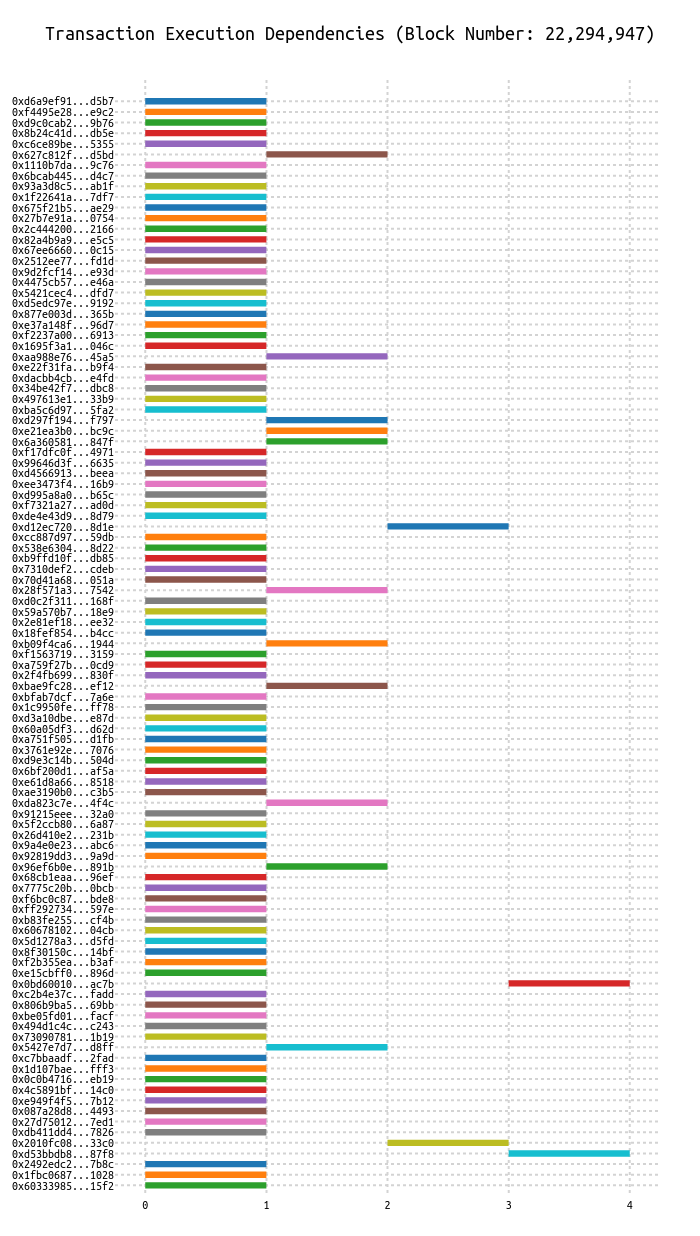 Transaction Execution Dependencies (Block Number: 22,294,947)
0xd6a9ef91...d5b7
0xf4495e28...e9c2
0xd9c0cab2...9b76
0x8b24c41d...db5e
0xc6ce89be...5355
0x627c812f...d5bd
0x1110b7da...9c76
0x6bcab445...d4c7
0x93a3d8c5...ab1f
0x1f22641a...7df7
0x675f21b5...ae29
0x27b7e91a...0754
0x2c444200...2166
0x82a4b9a9...e5c5
0x67ee6660...0c15
0x2512ee77...fd1d
0x9d2fcf14...e93d
0x4475cb57...e46a
0x5421cec4...dfd7
0xd5edc97e...9192
0x877e003d...365b
0xe37a148f...96d7
0xf2237a00...6913
0x1695f3a1...046c
0xaa988e76...45a5
0xe22f31fa...b9f4
0xdacbb4cb...e4fd
0x34be42f7...dbc8
0x497613e1...33b9
0xba5c6d97...5fa2
0xd297f194...f797
0xe21ea3b0...bc9c
0x6a360581...847f
0xf17dfc0f...4971
0x99646d3f...6635
0xd4566913...beea
0xee3473f4...16b9
0xd995a8a0...b65c
0xf7321a27...ad0d
0xde4e43d9...8d79
0xd12ec720...8d1e
0xcc887d97...59db
0x538e6304...8d22
0xb9ffd10f...db85
0x7310def2...cdeb
0x70d41a68...051a
0x28f571a3...7542
0xd0c2f311...168f
0x59a570b7...18e9
0x2e81ef18...ee32
0x18fef854...b4cc
0xb09f4ca6...1944
0xf1563719...3159
0xa759f27b...0cd9
0x2f4fb699...830f
0xbae9fc28...ef12
0xbfab7dcf...7a6e
0x1c9950fe...ff78
0xd3a10dbe...e87d
0x60a05df3...d62d
0xa751f505...d1fb
0x3761e92e...7076
0xd9e3c14b...504d
0x6bf200d1...af5a
0xe61d8a66...8518
0xae3190b0...c3b5
0xda823c7e...4f4c
0x91215eee...32a0
0x5f2ccb80...6a87
0x26d410e2...231b
0x9a4e0e23...abc6
0x92819dd3...9a9d
0x96ef6b0e...891b
0x68cb1eaa...96ef
0x7775c20b...0bcb
0xf6bc0c87...bde8
0xff292734...597e
0xb83fe255...cf4b
0x60678102...04cb
0x5d1278a3...d5fd
0x8f30150c...14bf
0xf2b355ea...b3af
0xe15cbff0...896d
0x0bd60010...ac7b
0xc2b4e37c...fadd
0x806b9ba5...69bb
0xbe05fd01...facf
0x494d1c4c...c243
0x73090781...1b19
0x5427e7d7...d8ff
0xc7bbaadf...2fad
0x1d107bae...fff3
0x0c0b4716...eb19
0x4c5891bf...14c0
0xe949f4f5...7b12
0x087a28d8...4493
0x27d75012...7ed1
0xdb411dd4...7826
0x2010fc08...33c0
0xd53bbdb8...87f8
0x2492edc2...7b8c
0x1fbc0687...1028
0x60333985...15f2
0 1 2 3 4